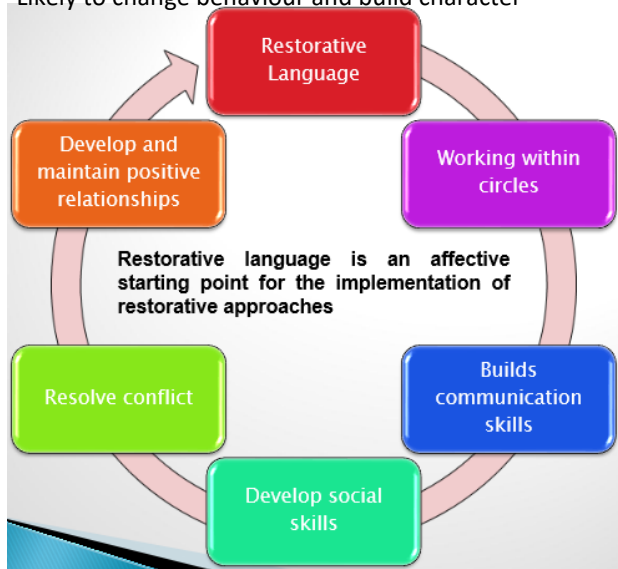 Likely to change behaviour and build character
Restorative
Language
Working within
circles
Builds
communication
skills
Develop social
skills
Resolve conflict
Develop and
maintain positive
relationships
Restorative language is an affective
starting point for the implementation of
restorative approaches